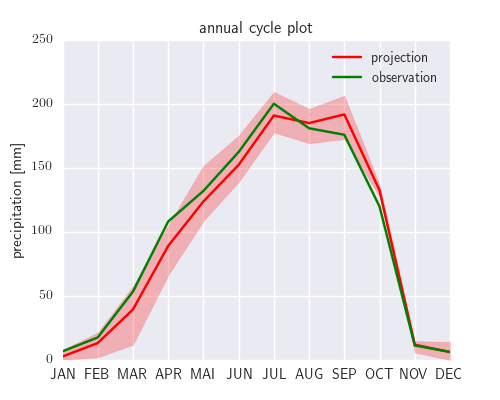 annual cycle plot
projection
observation
precipitation [mm]
250
200
150
100
50
0
JAN FEB MAR APR MAI JUN JUL AUG SEP OCT NOV DEC